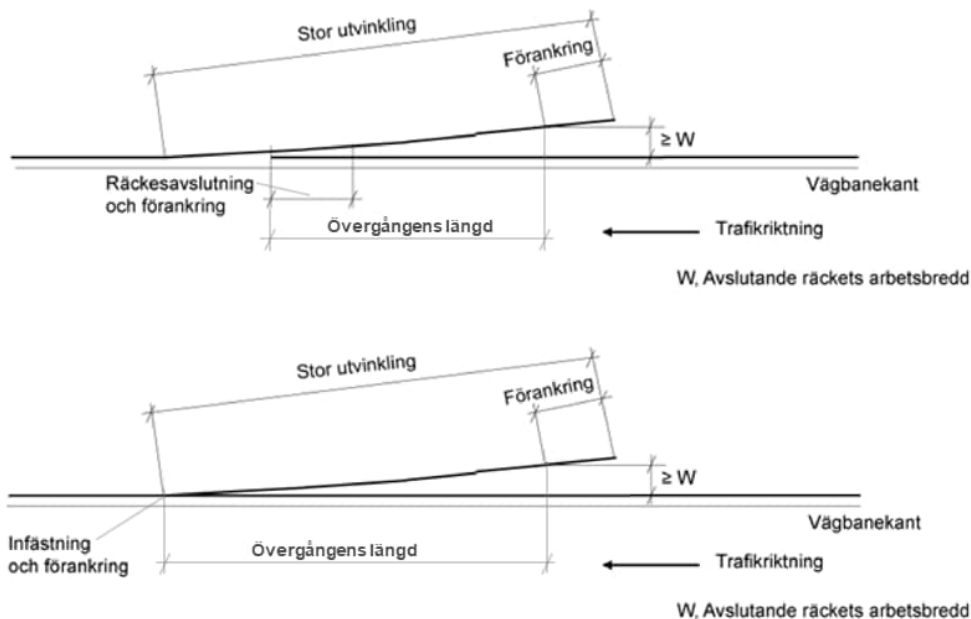 Stor utvinkling
Förankring
≥ W
Räckesavslutning
och förankring
Vägbanekant
Övergångens längd
Trafikriktning
W, Avslutande räckets arbetsbredd
Stor utvinkling
Förankring
≥ W
Vägbanekant
Infästning
och förankring
Övergångens längd
Trafikriktning
W, Avslutande räckets arbetsbredd